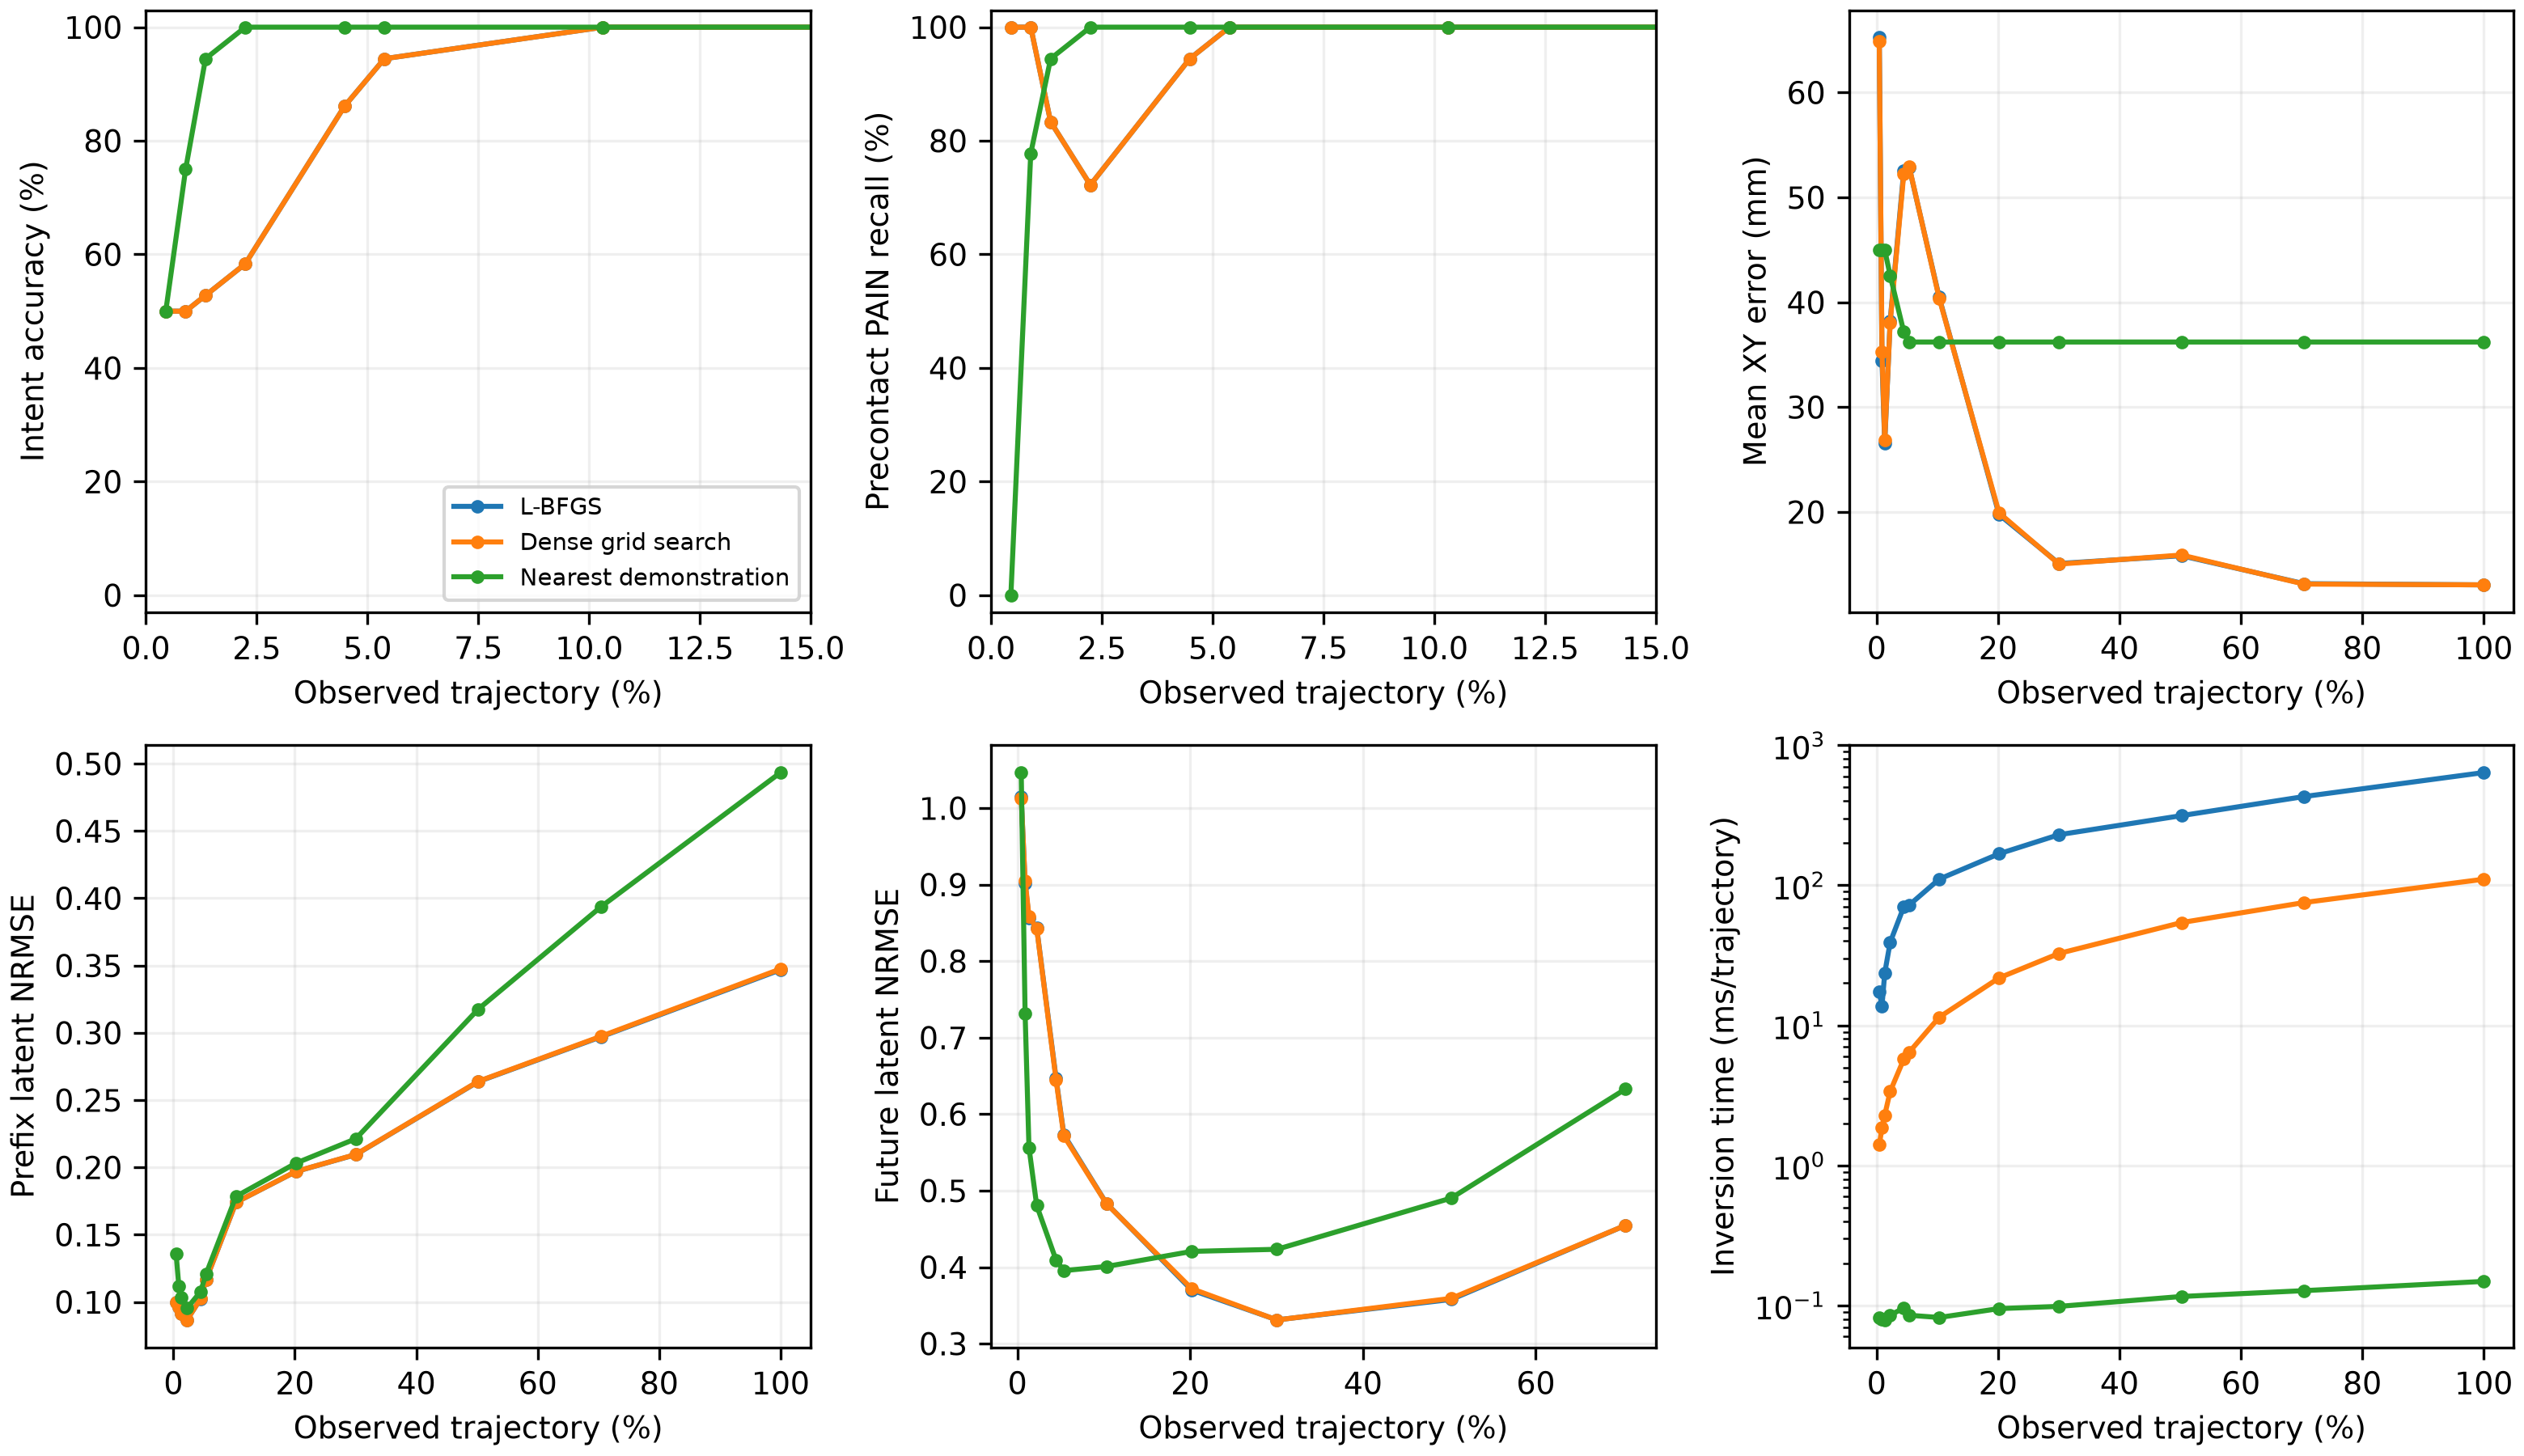 Intent accuracy (%)
100
80
60
40
20
0
L-BFGS
Dense grid search
Nearest demonstration
0.0 2.5 5.0 7.5 10.0 12.5 15.0
Observed trajectory (%)
Precontact PAIN recall (%)
100
80
60
40
20
0
0.0 2.5 5.0 7.5 10.0 12.5 15.0
Observed trajectory (%)
Mean XY error (mm)
60
50
40
30
20
0 20 40 60 80 100
Observed trajectory (%)
Prefix latent NRMSE
0.50
0.45
0.40
0.35
0.30
0.25
0.20
0.15
0.10
0 20 40 60 80 100
Observed trajectory (%)
Future latent NRMSE
1.0
0.9
0.8
0.7
0.6
0.5
0.4
0.3
0 20 40 60
Observed trajectory (%)
Inversion time (ms/trajectory)
10³
10²
10¹
10⁰
10⁻¹
0 20 40 60 80 100
Observed trajectory (%)